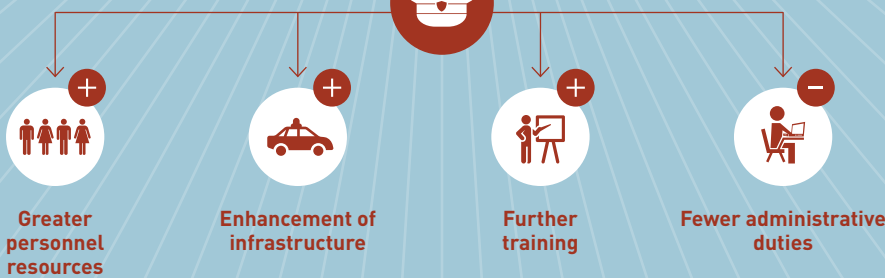 Greater
personnel
resources
Enhancement of
infrastructure
Further
training
Fewer administrative
duties